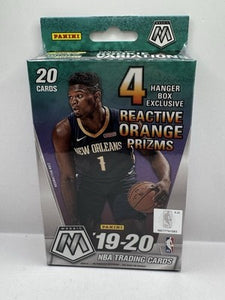 PANINI
20
CARDS
4
HANGER
BOX
EXCLUSIVE
REACTIVE
ORANGE
PRIZMS
NEW ORLEANS
1
MOSAIC
M
PANINI
19-20
NBA TRADING CARDS